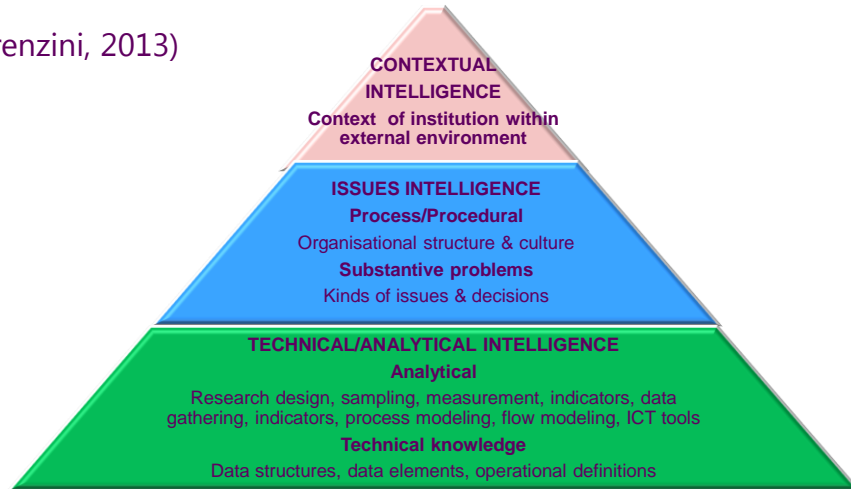 renzini, 2013)
CONTEXTUAL
INTELLIGENCE
Context of institution within
external environment
ISSUES INTELLIGENCE
Process/Procedural
Organisational structure & culture
Substantive problems
Kinds of issues & decisions
TECHNICAL/ANALYTICAL INTELLIGENCE
Analytical
Research design, sampling, measurement, indicators, data
gathering, indicators, process modeling, flow modeling, ICT tools
Technical knowledge
Data structures, data elements, operational definitions